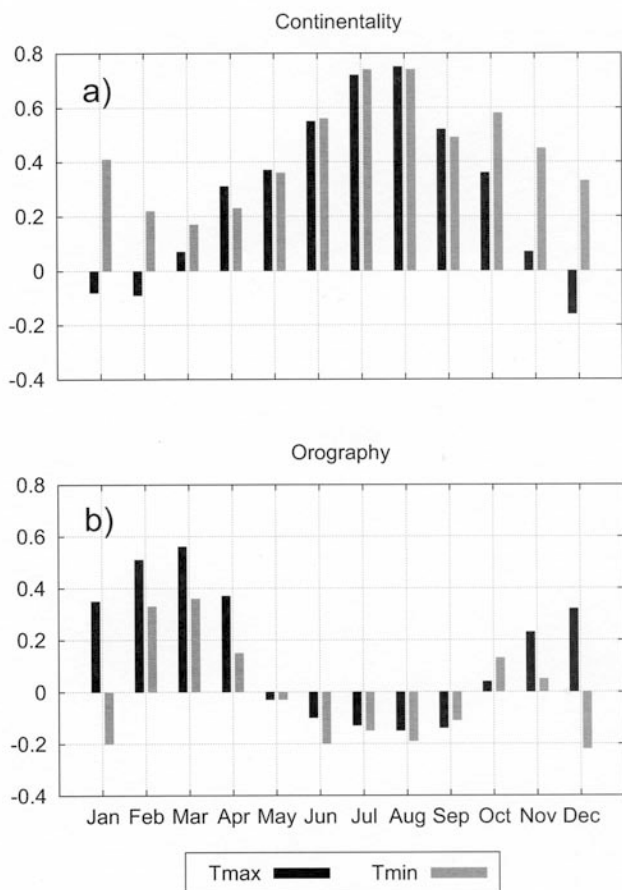 Continentality
0.8
a)
0.6
0.4
0.2
0
-0.2
-0.4
Orography
0.8
b)
0.6
0.4
0.2
0
-0.2
-0.4
Jan Feb Mar Apr May Jun Jul Aug Sep Oct Nov Dec
Tmax Tmin